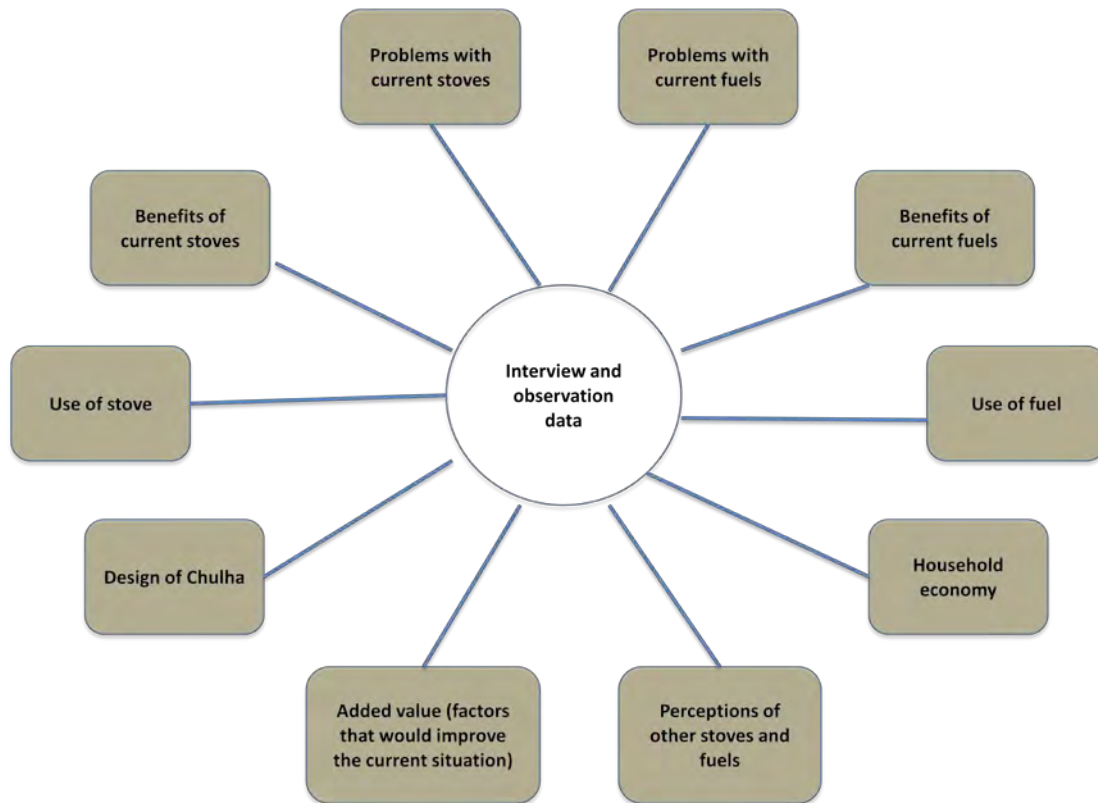 Problems with
current stoves
Problems with
current fuels
Benefits of
current stoves
Benefits of
current fuels
Interview and
observation
data
Use of stove
Use of fuel
Design of Chulha
Household
economy
Added value (factors
that would improve
the current situation)
Perceptions of
other stoves and
fuels